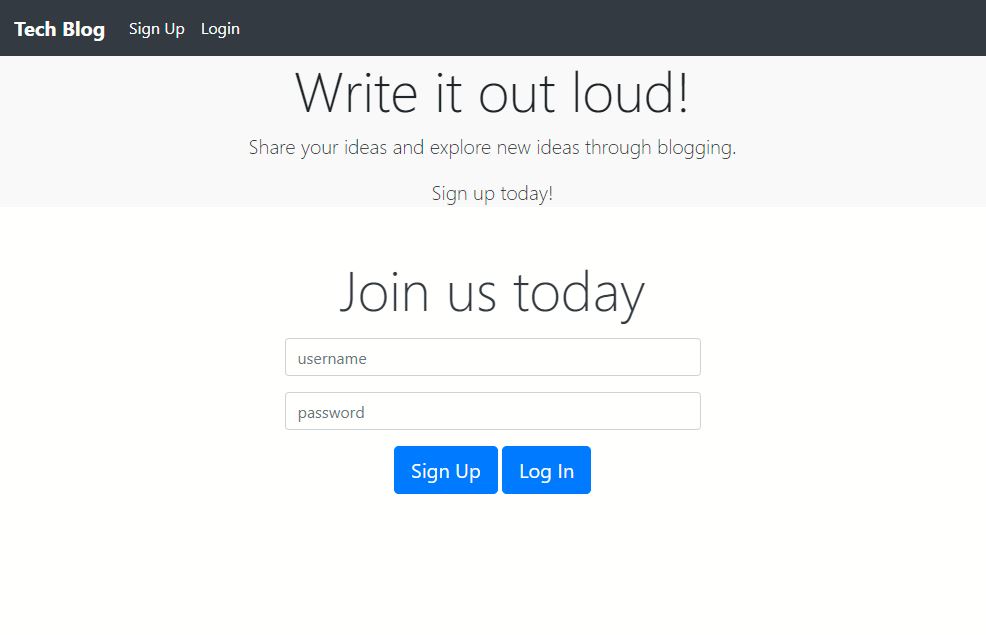 Tech Blog Sign Up Login
Write it out loud!
Share your ideas and explore new ideas through blogging.
Sign up today!
Join us today
username
password
Sign Up Log In